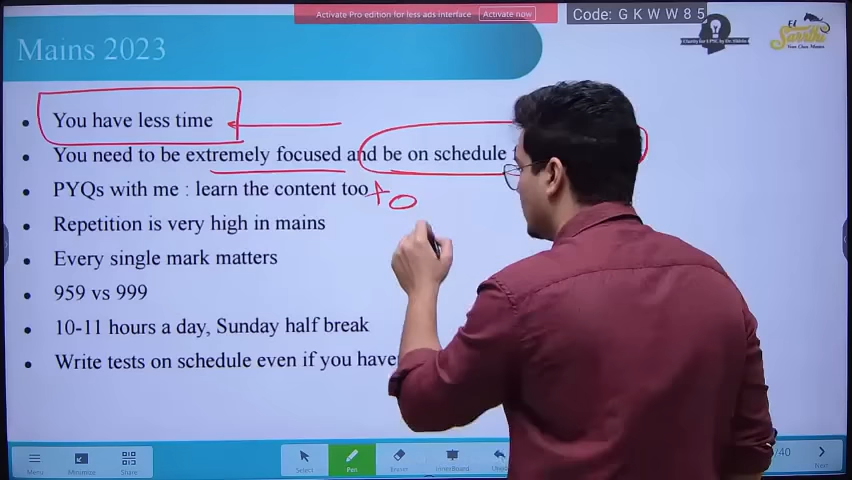 Activate Pro edition for less ads interface Activate now
Code: G K W W 8 5
El Saarthi
Mains 2023
You have less time
You need to be extremely focused and be on schedule
PYQs with me : learn the content too
Repetition is very high in mains
Every single mark matters
959 vs 999
10-11 hours a day, Sunday half break
Write tests on schedule even if you have
Menu Minimize Share Select Pen Eraser /40